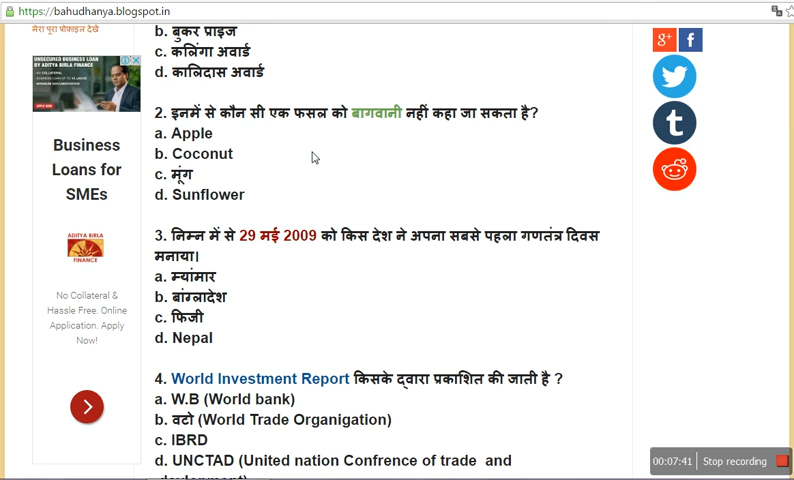 https://bahudhanya.blogspot.in
मेरा पूरा प्रोफ़ाइल देखें
UNSECURED BUSINESS LOAN
BY ADITYA BIRLA FINANCE
APPLY NOW
Business
Loans for
SMEs
ADITYA BIRLA
FINANCE
No Collateral &
Hassle Free. Online
Application. Apply
Now!
b. बुकर प्राइज
c. कलिंगा अवार्ड
d. कालिदास अवार्ड
2. इनमें से कौन सी एक फसल को बागवानी नहीं कहा जा सकता है?
a. Apple
b. Coconut
c. मूंग
d. Sunflower
3. निम्न में से 29 मई 2009 को किस देश ने अपना सबसे पहला गणतंत्र दिवस
मनाया।
a. म्यांमार
b. बांग्लादेश
c. फिजी
d. Nepal
4. World Investment Report किसके द्वारा प्रकाशित की जाती है ?
a. W.B (World bank)
b. वटो (World Trade Organigation)
c. IBRD
d. UNCTAD (United nation Confrence of trade and
g+
f
t
00:07:41 Stop recording